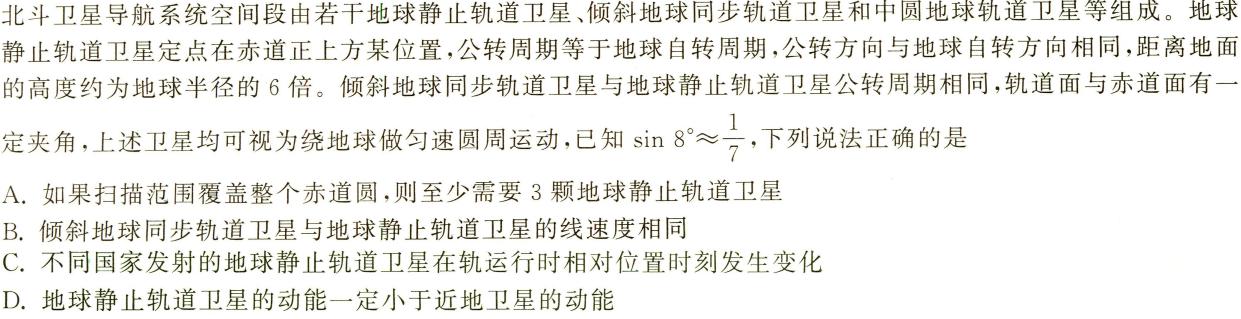 北斗卫星导航系统空间段由若干地球静止轨道卫星、倾斜地球同步轨道卫星和中圆地球轨道卫星等组成。地球
静止轨道卫星定点在赤道正上方某位置,公转周期等于地球自转周期,公转方向与地球自转方向相同,距离地面
的高度约为地球半径的 6 倍。倾斜地球同步轨道卫星与地球静止轨道卫星公转周期相同,轨道面与赤道面有一
定夹角,上述卫星均可视为绕地球做匀速圆周运动,已知 sin 8°≈1/7,下列说法正确的是
A. 如果扫描范围覆盖整个赤道圆,则至少需要 3 颗地球静止轨道卫星
B. 倾斜地球同步轨道卫星与地球静止轨道卫星的线速度相同
C. 不同国家发射的地球静止轨道卫星在轨运行时相对位置时刻发生变化
D. 地球静止轨道卫星的动能一定小于近地卫星的动能